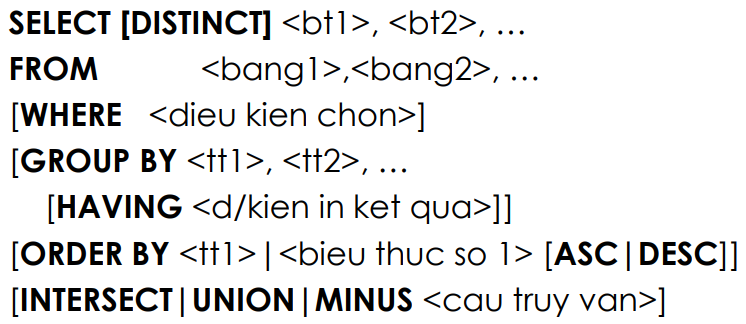 SELECT [DISTINCT] <bt1>, <bt2>, …
FROM <bang1>,<bang2>, …
[WHERE <dieu kien chon>]
[GROUP BY <tt1>, <tt2>, …
[HAVING <d/kien in ket qua>]]
[ORDER BY <tt1>|<bieu thuc so 1> [ASC|DESC]]
[INTERSECT|UNION|MINUS <cau truy van>]